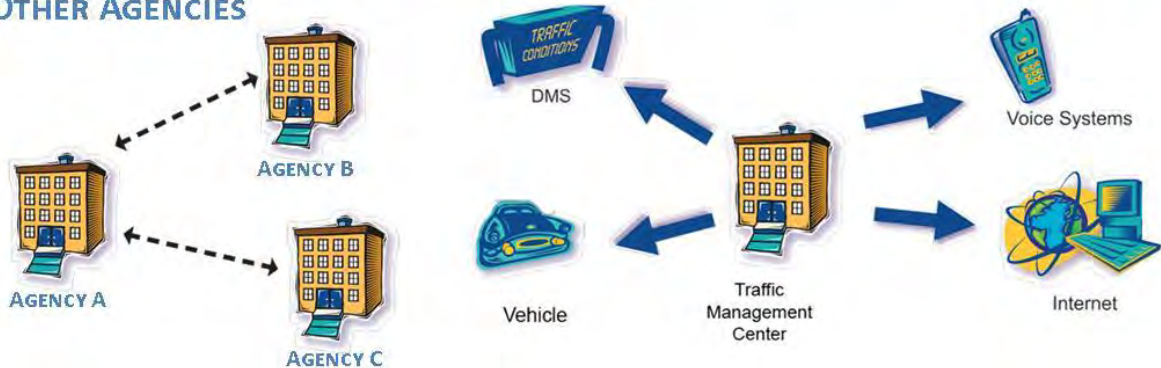 OTHER AGENCIES
AGENCY B
AGENCY A
AGENCY C
TRAFFIC
CONDITIONS
DMS
Voice Systems
Vehicle
Traffic
Management
Center
Internet